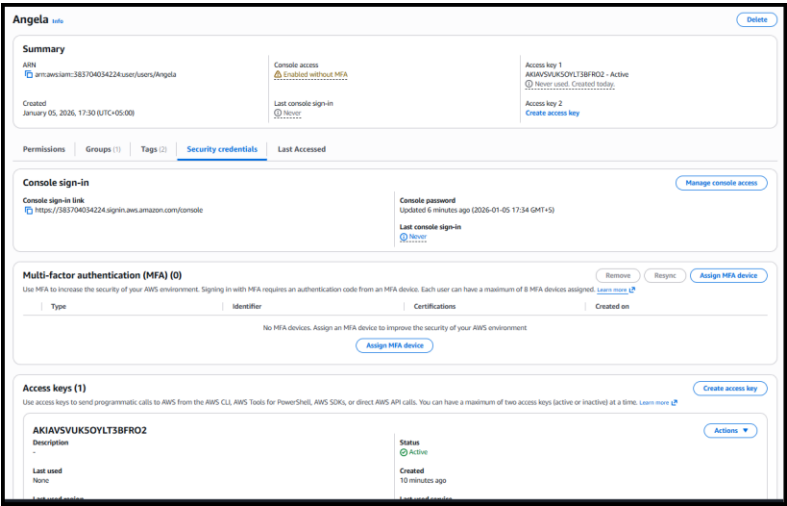 Angela Info
Delete
Summary
ARN
arn:aws:iam::383704034224:user/users/Angela
Console access
Enabled without MFA
Access key 1
AKIAVSVUK5OYLT3BFRO2 - Active
Never used. Created today.
Created
January 05, 2026, 17:30 (UTC+05:00)
Last console sign-in
Never
Access key 2
Create access key
Permissions Groups (1) Tags (2) Security credentials Last Accessed
Console sign-in
Manage console access
Console sign-in link
https://383704034224.signin.aws.amazon.com/console
Console password
Updated 6 minutes ago (2026-01-05 17:34 GMT+5)
Last console sign-in
Never
Multi-factor authentication (MFA) (0)
Remove Resync Assign MFA device
Use MFA to increase the security of your AWS environment. Signing in with MFA requires an authentication code from an MFA device. Each user can have a maximum of 8 MFA devices assigned. Learn more
Type Identifier Certifications Created on
No MFA devices. Assign an MFA device to improve the security of your AWS environment
Assign MFA device
Access keys (1)
Create access key
Use access keys to send programmatic calls to AWS from the AWS CLI, AWS Tools for PowerShell, AWS SDKs, or direct AWS API calls. You can have a maximum of two access keys (active or inactive) at a time. Learn more
AKIAVSVUK5OYLT3BFRO2
Actions
Description
-
Status
Active
Last used
None
Created
10 minutes ago
Last used region
Last used service